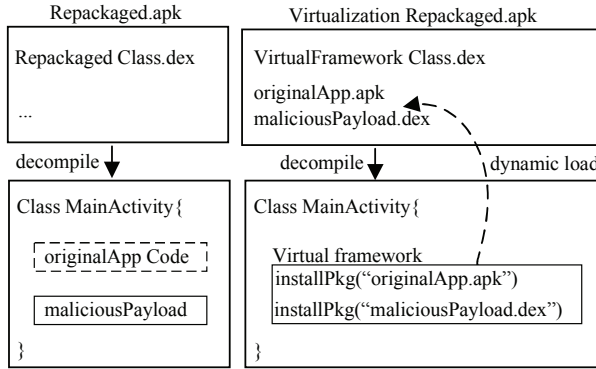 Repackaged.apk
Repackaged Class.dex
...
decompile
Class MainActivity{
originalApp Code
maliciousPayload
}
Virtualization Repackaged.apk
VirtualFramework Class.dex
originalApp.apk
maliciousPayload.dex
decompile
dynamic load
Class MainActivity{
Virtual framework
installPkg(“originalApp.apk”)
installPkg(“maliciousPayload.dex”)
}